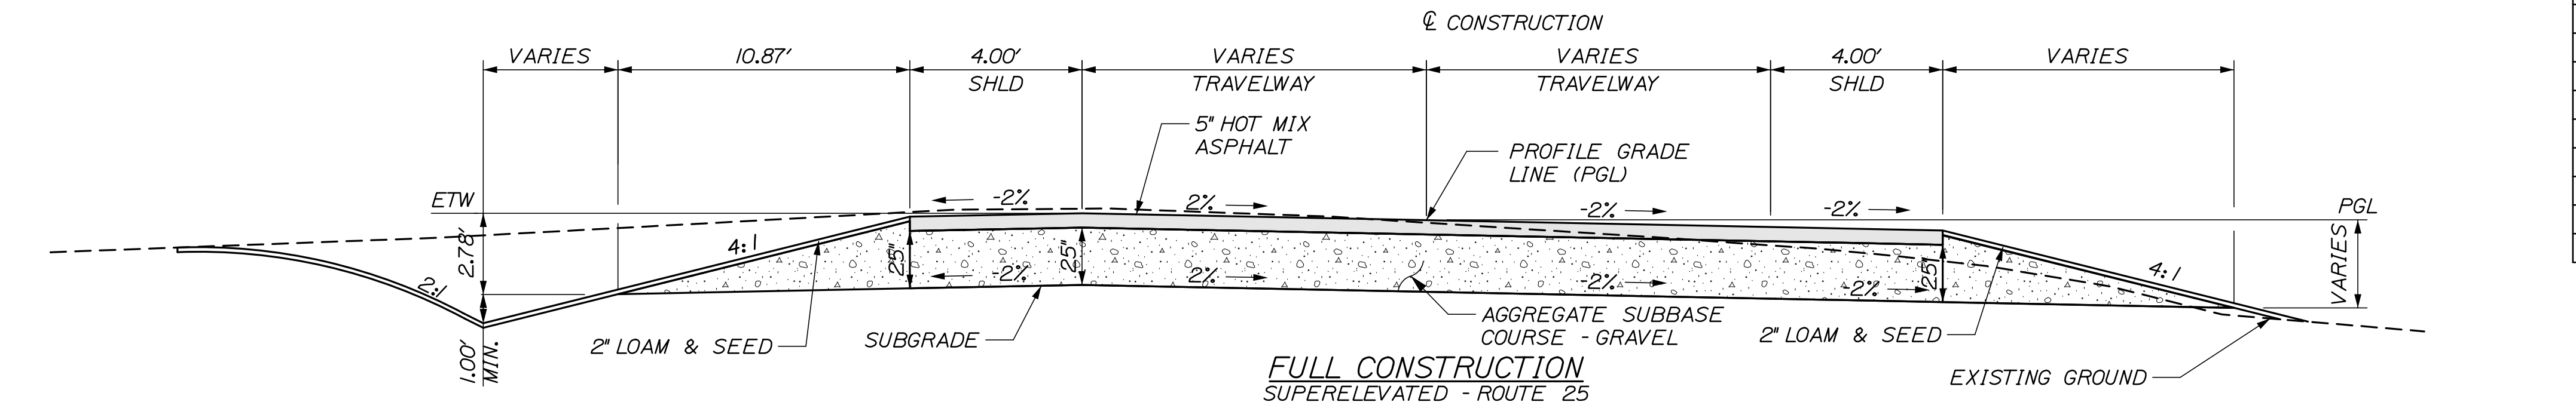 ℄ CONSTRUCTION
VARIES
10.87'
4.00'
VARIES
VARIES
4.00'
VARIES
SHLD
TRAVELWAY
TRAVELWAY
SHLD
5" HOT MIX
ASPHALT
PROFILE GRADE
LINE (PGL)
ETW
-2%
2%
-2%
-2%
PGL
2.78'
4:1
25"
25"
25"
4:1
VARIES
2:1
-2%
2%
-2%
-2%
1.00'
MIN.
2" LOAM & SEED
SUBGRADE
AGGREGATE SUBBASE
COURSE - GRAVEL
2" LOAM & SEED
EXISTING GROUND
FULL CONSTRUCTION
SUPERELEVATED - ROUTE 25